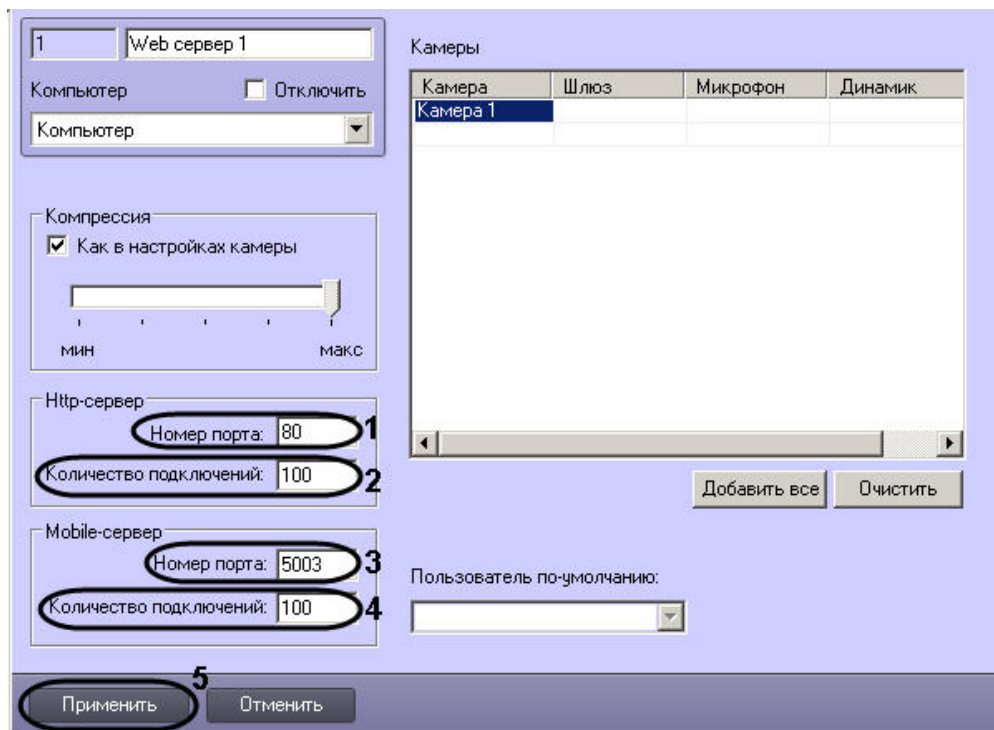 1 Web сервер 1
Компьютер Отключить
Компьютер
Компрессия
Как в настройках камеры
мин макс
Http-сервер
Номер порта: 80 1
Количество подключений: 100 2
Mobile-сервер
Номер порта: 5003 3
Количество подключений: 100 4
Камеры
Камера Шлюз Микрофон Динамик
Камера 1
Добавить все Очистить
Пользователь по-умолчанию:
5
Применить Отменить